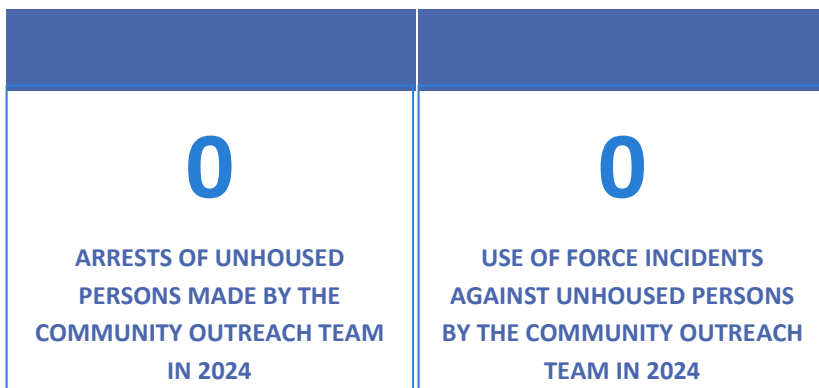 0
ARRESTS OF UNHOUSED
PERSONS MADE BY THE
COMMUNITY OUTREACH TEAM
IN 2024
0
USE OF FORCE INCIDENTS
AGAINST UNHOUSED PERSONS
BY THE COMMUNITY OUTREACH
TEAM IN 2024